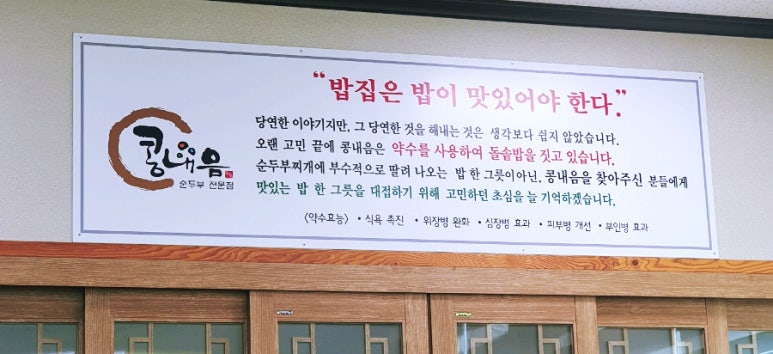 콩내음
순두부 전문점
“밥집은 밥이 맛있어야 한다.”
당연한 이야기지만, 그 당연한 것을 해내는 것은 생각보다 쉽지 않았습니다.
오랜 고민 끝에 콩내음은 약수를 사용하여 돌솥밥을 짓고 있습니다.
순두부찌개에 부수적으로 딸려 나오는 밥 한 그릇이아닌, 콩내음을 찾아주신 분들에게
맛있는 밥 한 그릇을 대접하기 위해 고민하던 초심을 늘 기억하겠습니다.
〈약수효능〉 • 식욕 촉진 • 위장병 완화 • 심장병 효과 • 피부병 개선 • 부인병 효과